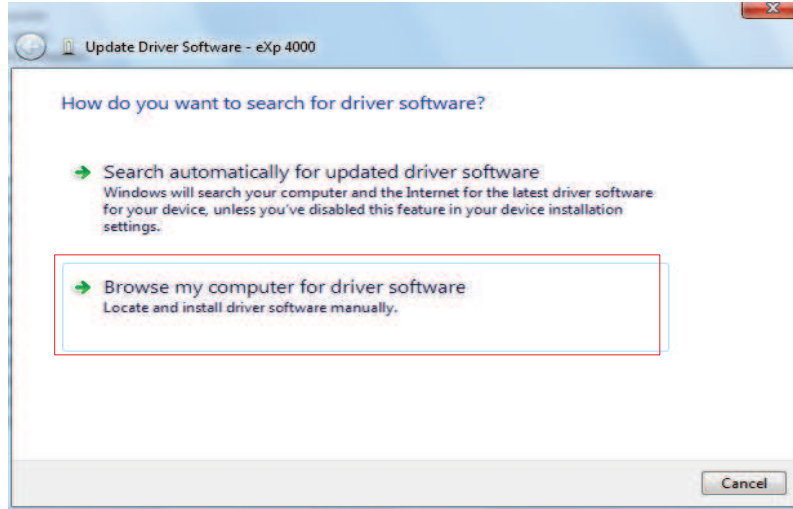 Update Driver Software - eXp 4000
How do you want to search for driver software?
Search automatically for updated driver software
Windows will search your computer and the Internet for the latest driver software
for your device, unless you've disabled this feature in your device installation
settings.
Browse my computer for driver software
Locate and install driver software manually.
Cancel